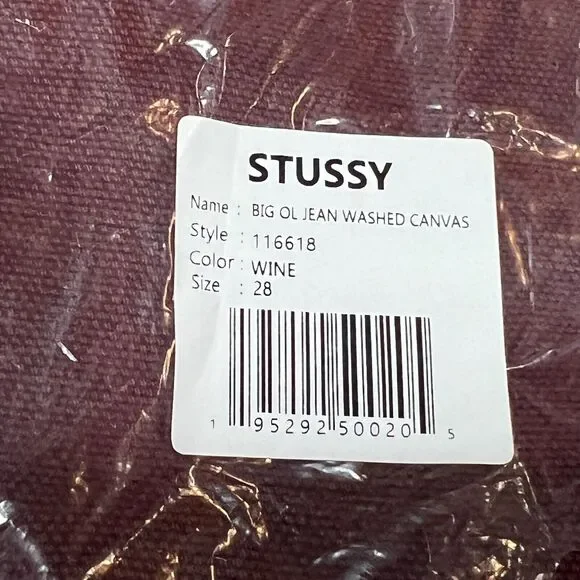 STUSSY
Name : BIG OL JEAN WASHED CANVAS
Style : 116618
Color : WINE
Size : 28
1 95292 50020 5